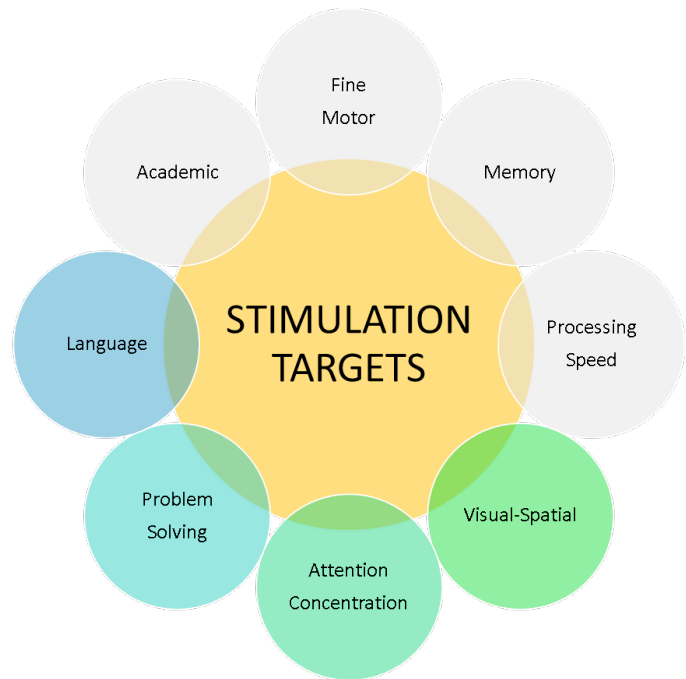 Fine
Motor
Academic
Memory
STIMULATION
TARGETS
Language
Processing
Speed
Problem
Solving
Visual-Spatial
Attention
Concentration